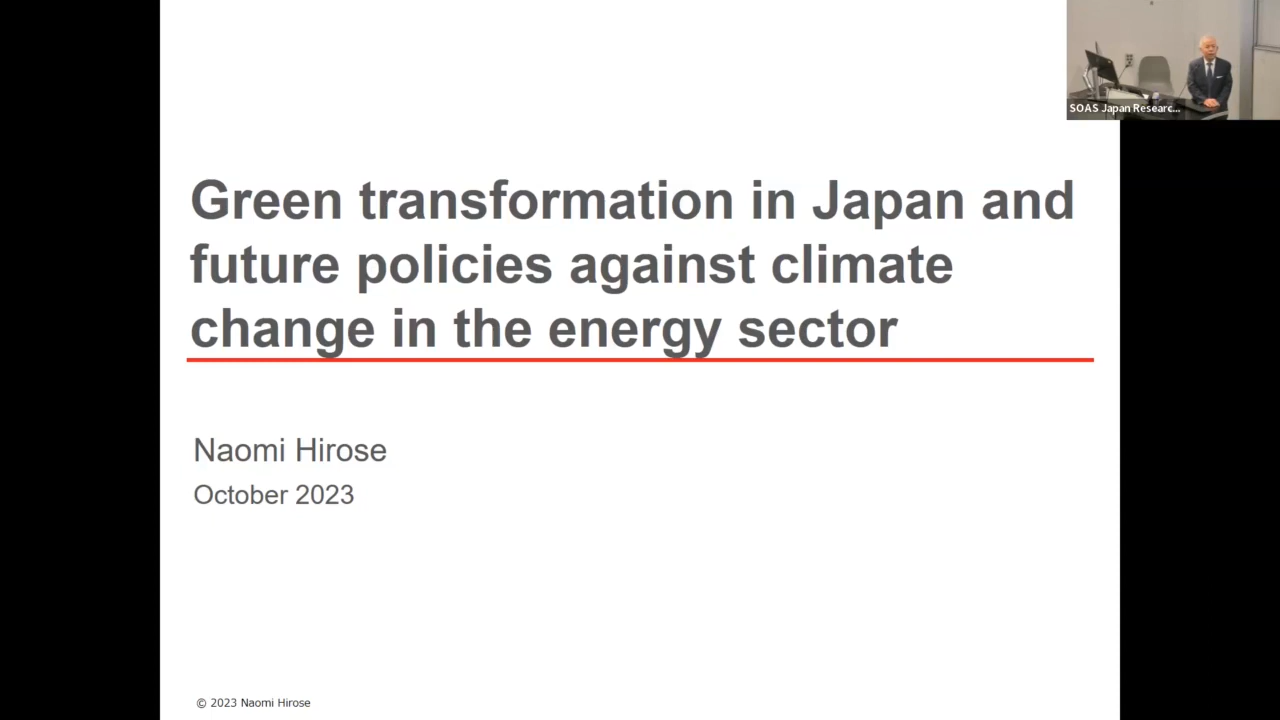 SOAS Japan Researc...
Green transformation in Japan and
future policies against climate
change in the energy sector
Naomi Hirose
October 2023
© 2023 Naomi Hirose